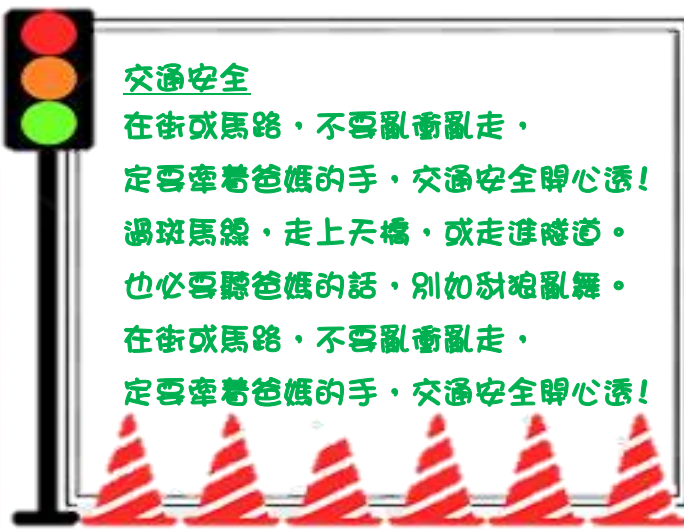 交通安全
在街或馬路，不要亂衝亂走，
定要牽着爸媽的手，交通安全開心透！
過斑馬線，走上天橋，或走進隧道。
也必要聽爸媽的話，別如豺狼亂舞。
在街或馬路，不要亂衝亂走，
定要牽着爸媽的手，交通安全開心透！